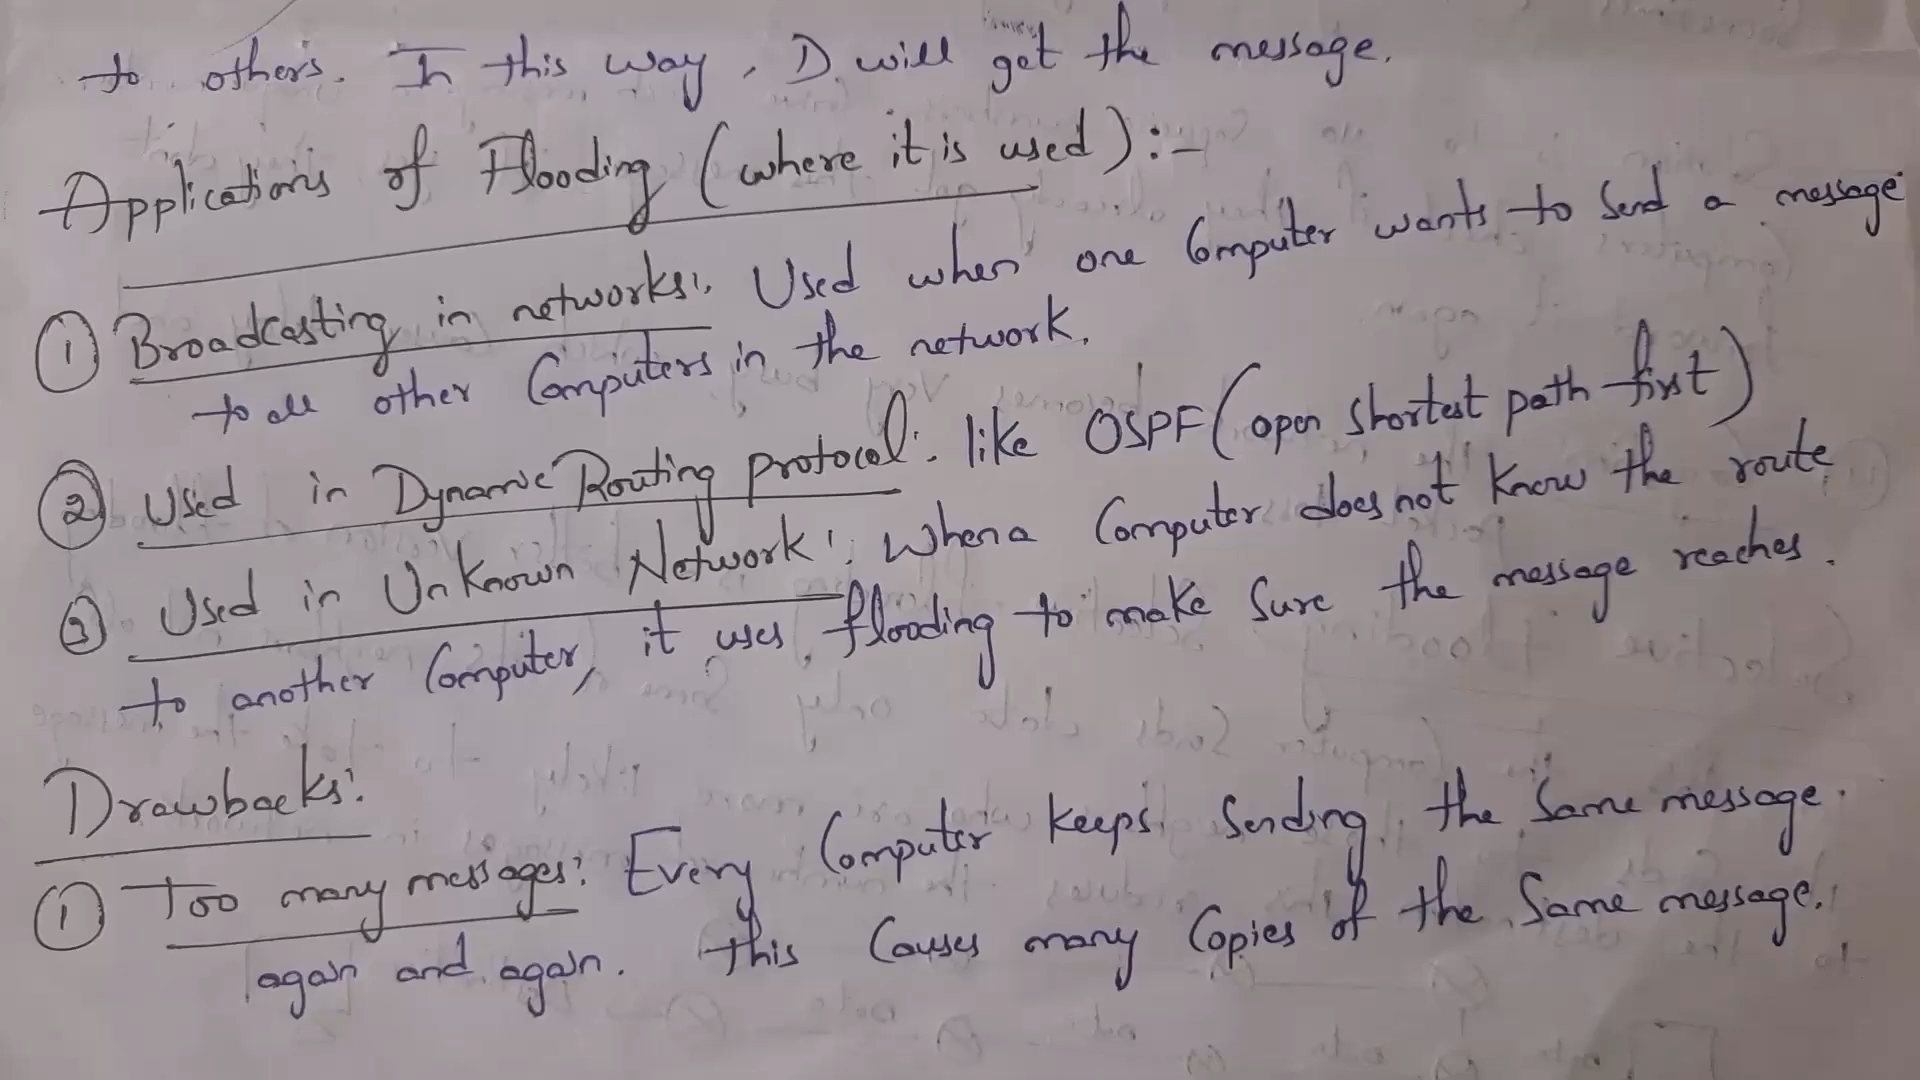 to others. In this way, D will get the message.
Applications of Flooding (where it is used):-
① Broadcasting in networks:. Used when one Computer wants to Send a message
to all other Computers in the network.
② Used in Dynamic Routing protocol:. like OSPF (open Shortest path first)
③ Used in Unknown Network: When a Computer does not Know the route
to another Computer, it uses flooding to make Sure the message reaches.
Drawbacks:
① Too many messages: Every Computer Keeps Sending the Same message.
again and again. This Causes many Copies of the Same message.